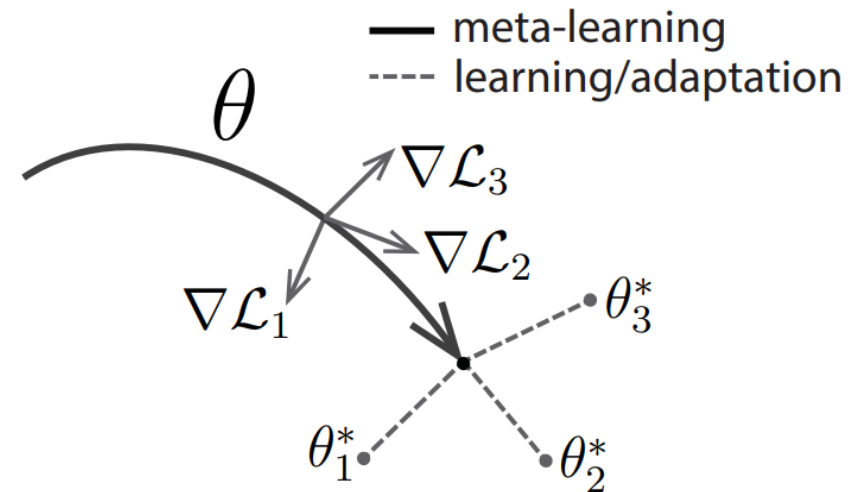 meta-learning
learning/adaptation
θ
∇ℒ₃
∇ℒ₂
∇ℒ₁
θ₃*
θ₁*
θ₂*